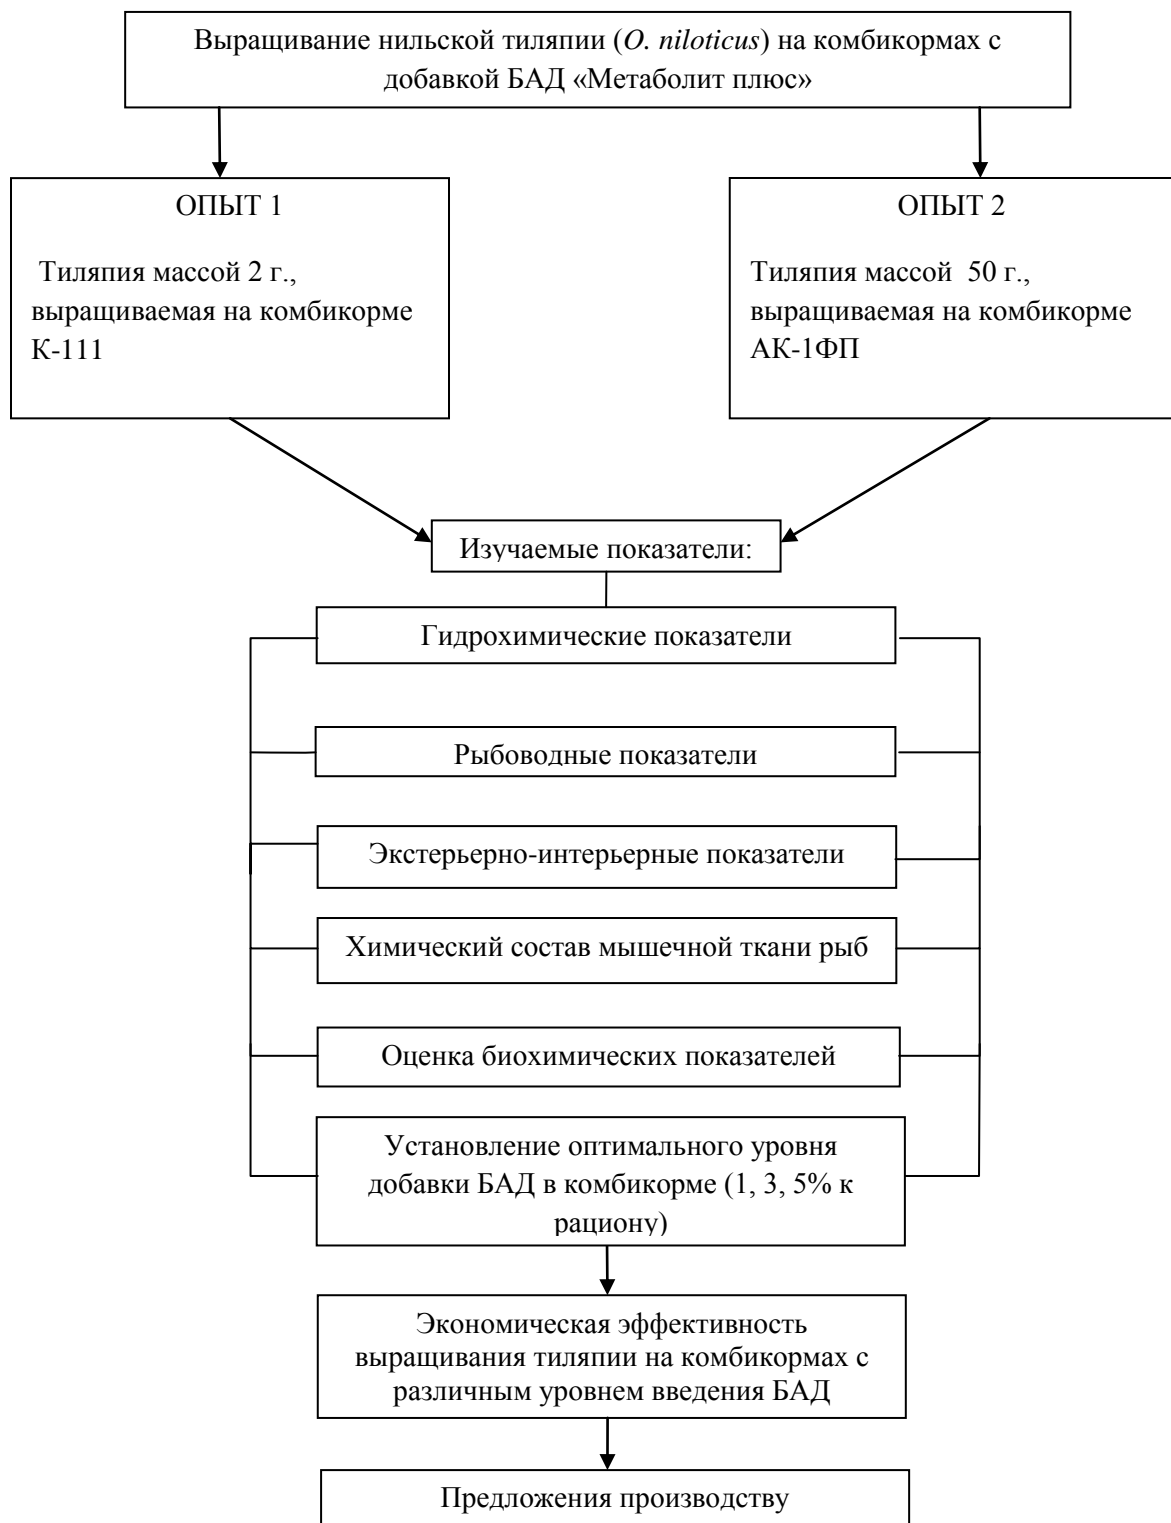 Выращивание нильской тиляпии (O. niloticus) на комбикормах с
добавкой БАД «Метаболит плюс»
ОПЫТ 1
Тиляпия массой 2 г.,
выращиваемая на комбикорме
К-111
ОПЫТ 2
Тиляпия массой 50 г.,
выращиваемая на комбикорме
АК-1ФП
Изучаемые показатели:
Гидрохимические показатели
Рыбоводные показатели
Экстерьерно-интерьерные показатели
Химический состав мышечной ткани рыб
Оценка биохимических показателей
Установление оптимального уровня
добавки БАД в комбикорме (1, 3, 5% к
рациону)
Экономическая эффективность
выращивания тиляпии на комбикормах с
различным уровнем введения БАД
Предложения производству